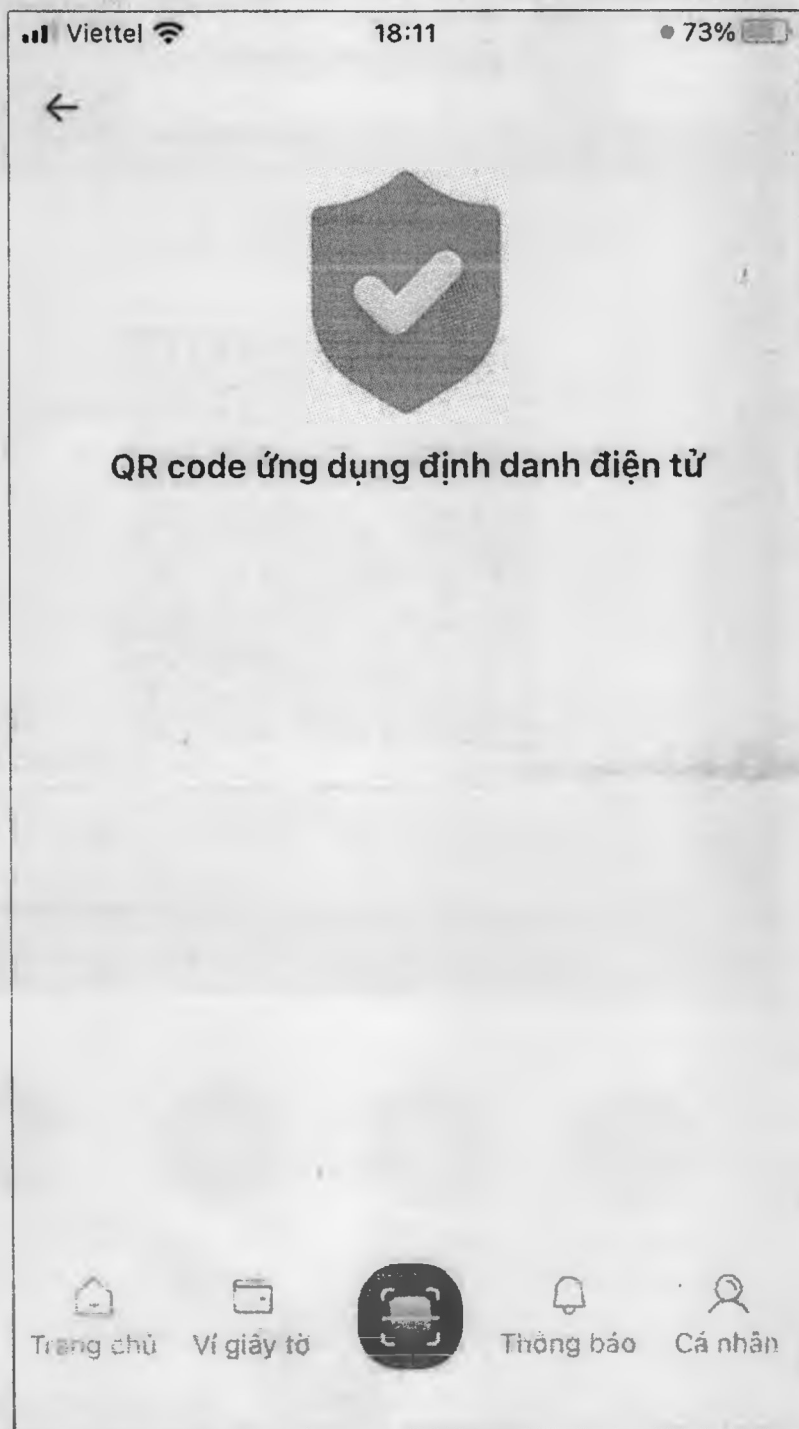 Viettel 18:11 73%
QR code ứng dụng định danh điện tử
Trang chủ Ví giấy tờ Thông báo Cá nhân